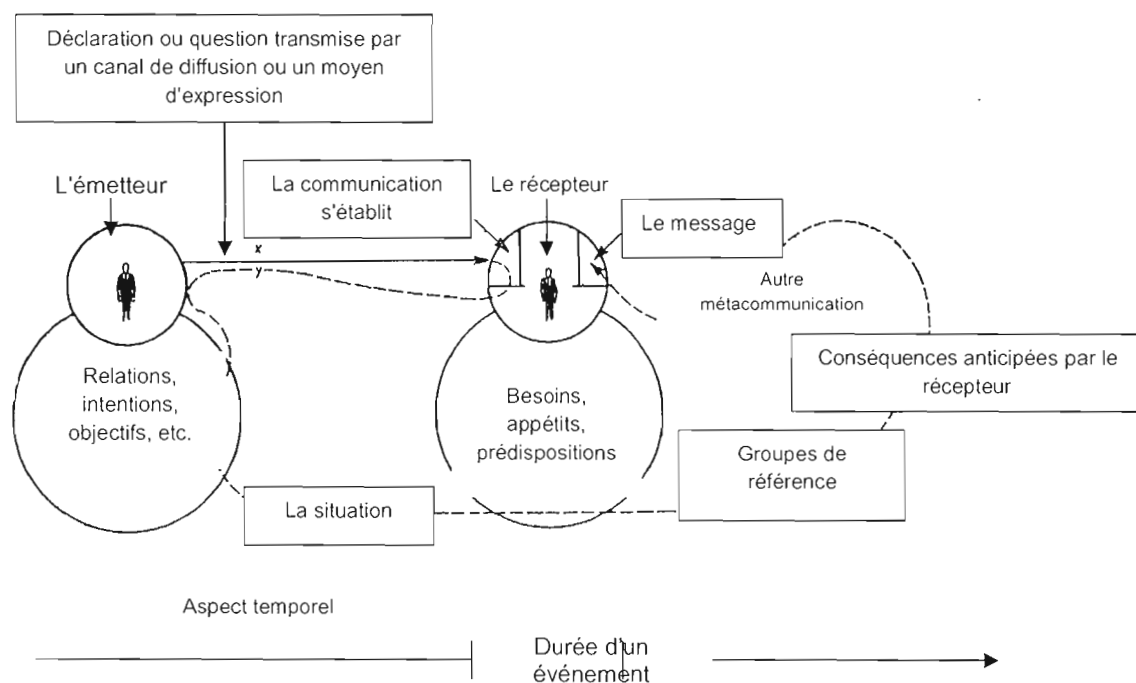 Déclaration ou question transmise par
un canal de diffusion ou un moyen
d'expression
L'émetteur
La communication
s'établit
Le récepteur
Le message
x
y
Autre
métacommunication
Conséquences anticipées par le
récepteur
Relations,
intentions,
objectifs, etc.
Besoins,
appétits,
prédispositions
Groupes de
référence
La situation
Aspect temporel
Durée d'un
événement